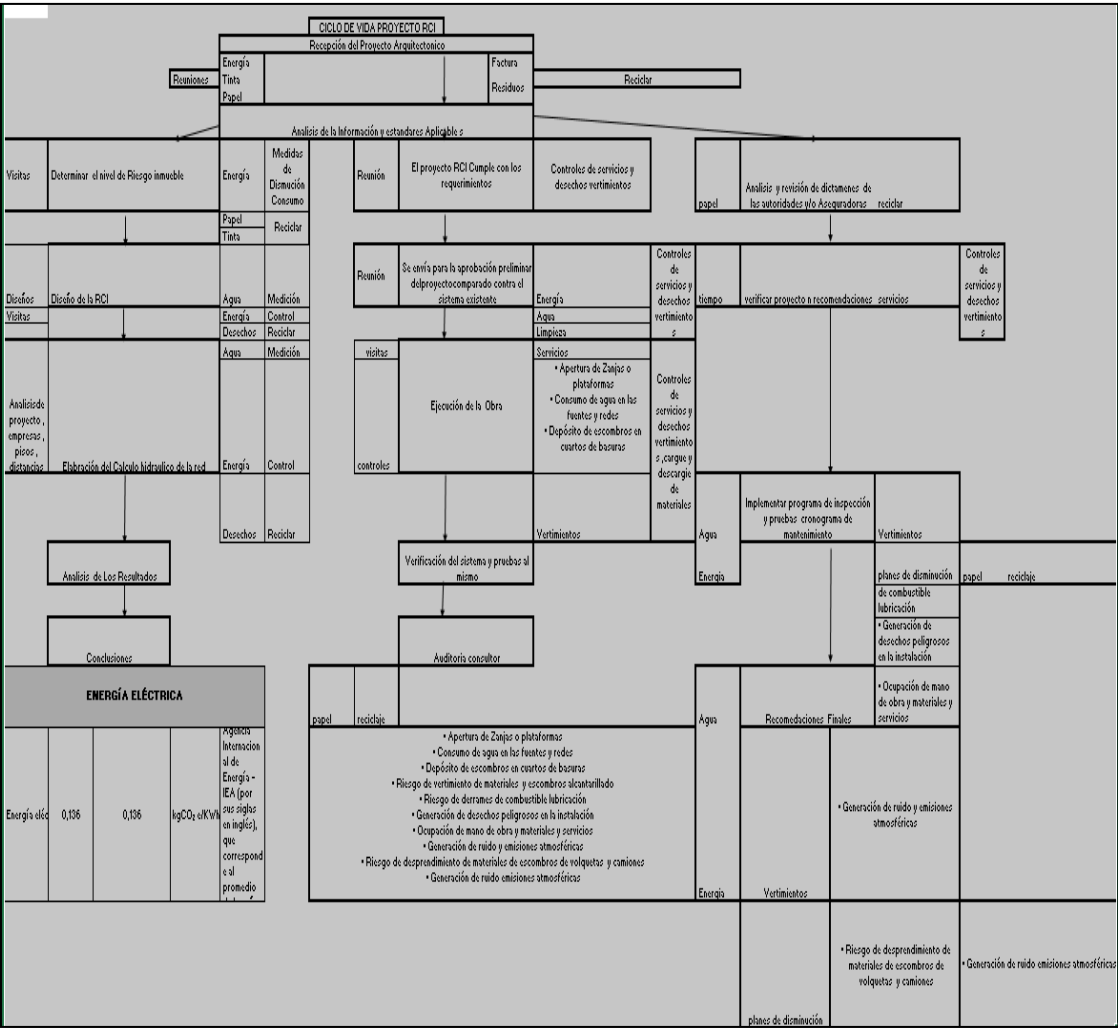 CICLO DE VIDA PROYECTO RCI
Recepción del Proyecto Arquitectonico
Reuniones
Energía
Tinta
Papel
Factura
Residuos
Reciclar
Analisis de la Información y estandares Aplicable s
Visitas
Determinar el nivel de Riesgo inmueble
Energía
Medidas
de
Dismución
Consumo
Papel
Tinta
Reciclar
Reunión
El proyecto RCI Cumple con los
requerimientos
Controles de servicios y
desechos vertimientos
papel
Analisis y revisión de dictamenes de
las autoridades y/o Aseguradoras
reciclar
Diseños
Diseño de la RCI
Agua
Medición
Visitas
Energía
Control
Desechos
Reciclar
Reunión
Se envía para la aprobación preliminar
delproyectocomparado contra el
sistema existente
Energía
Agua
Limpieza
Controles
de
servicios y
desechos
vertimiento
s
tiempo
verificar proyecto n recomendaciones
servicios
Controles
de
servicios y
desechos
vertimiento
s
Analisisde
proyecto ,
empresas ,
pisos ,
distancias
Elabración del Calculo hidraulico de la red
Agua
Medición
Energía
Control
Desechos
Reciclar
visitas
controles
Ejecución de la Obra
Servicios
• Apertura de Zanjas o
plataformas
• Consumo de agua en las
fuentes y redes
• Depósito de escombros en
cuartos de basuras
Vertimientos
Controles
de
servicios y
desechos
vertimiento
s ,cargue y
descargie
de
materiales
Agua
Energía
Implementar programa de inspección
y pruebas cronograma de
mantenimiento
Vertimientos
planes de disminución
papel
reciclaje
de combustible
lubricación
• Generación de
desechos peligrosos
en la instalación
• Ocupación de mano
de obra y materiales y
servicios
Analisis de Los Resultados
Verificación del sistema y pruebas al
mismo
Conclusiones
Auditoria consultor
papel
reciclaje
Agua
Recomedaciones Finales
ENERGÍA ELÉCTRICA
Energía eléc
0,136
0,136
kgCO₂ e/KWh
Agencia
Internacion
al de
Energía –
IEA (por
sus siglas
en inglés),
que
correspond
e al
promedio
• Apertura de Zanjas o plataformas
• Consumo de agua en las fuentes y redes
• Depósito de escombros en cuartos de basuras
• Riesgo de vertimiento de materiales y escombros alcantarillado
• Riesgo de derrames de combustible lubricación
• Generación de desechos peligrosos en la instalación
• Ocupación de mano de obra y materiales y servicios
• Generación de ruido y emisiones atmosféricas
• Riesgo de desprendimiento de materiales de escombros de volquetas y camiones
• Generación de ruido emisiones atmosféricas
Energia
Vertimientos
• Generación de ruido y emisiones
atmosféricas
planes de disminución
• Riesgo de desprendimiento de
materiales de escombros de
volquetas y camiones
• Generación de ruido emisiones atmosféricas